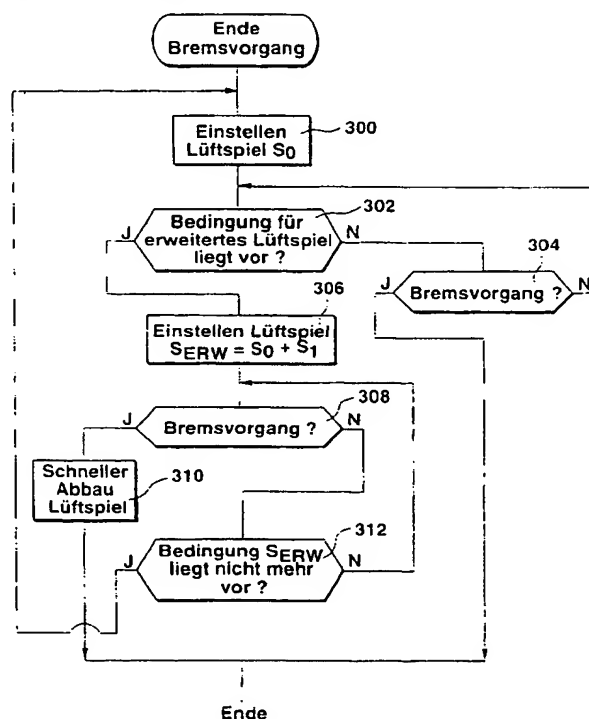 Ende
Bremsvorgang
Einstellen
Lüftspiel S0
300
302
Bedingung für
erweitertes Lüftspiel
liegt vor ?
J
N
304
J
Bremsvorgang ?
N
306
Einstellen Lüftspiel
SERW = S0 + S1
308
J
Bremsvorgang ?
N
Schneller
Abbau
Lüftspiel
310
312
J
Bedingung SERW
liegt nicht mehr
vor ?
N
Ende